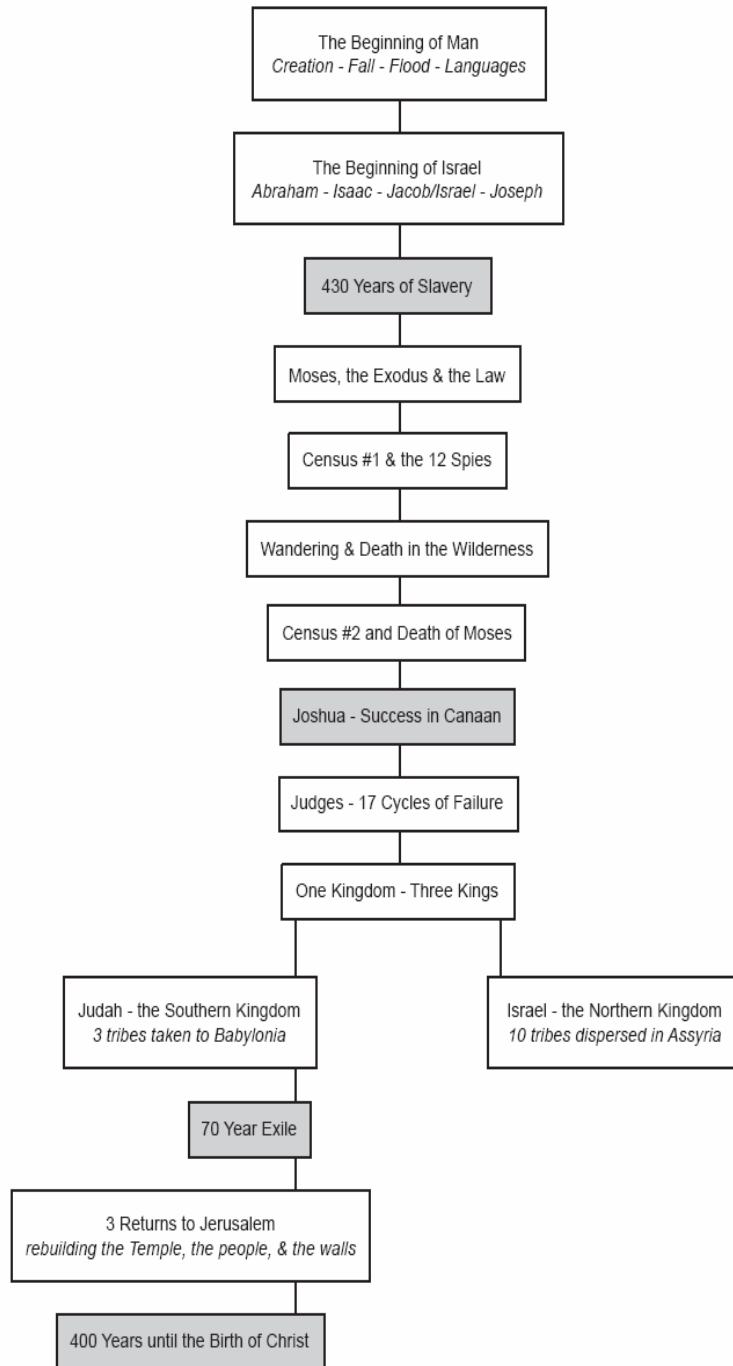 The Beginning of Man
Creation - Fall - Flood - Languages
The Beginning of Israel
Abraham - Isaac - Jacob/Israel - Joseph
430 Years of Slavery
Moses, the Exodus & the Law
Census #1 & the 12 Spies
Wandering & Death in the Wilderness
Census #2 and Death of Moses
Joshua - Success in Canaan
Judges - 17 Cycles of Failure
One Kingdom - Three Kings
Judah - the Southern Kingdom
3 tribes taken to Babylonia
Israel - the Northern Kingdom
10 tribes dispersed in Assyria
70 Year Exile
3 Returns to Jerusalem
rebuilding the Temple, the people, & the walls
400 Years until the Birth of Christ